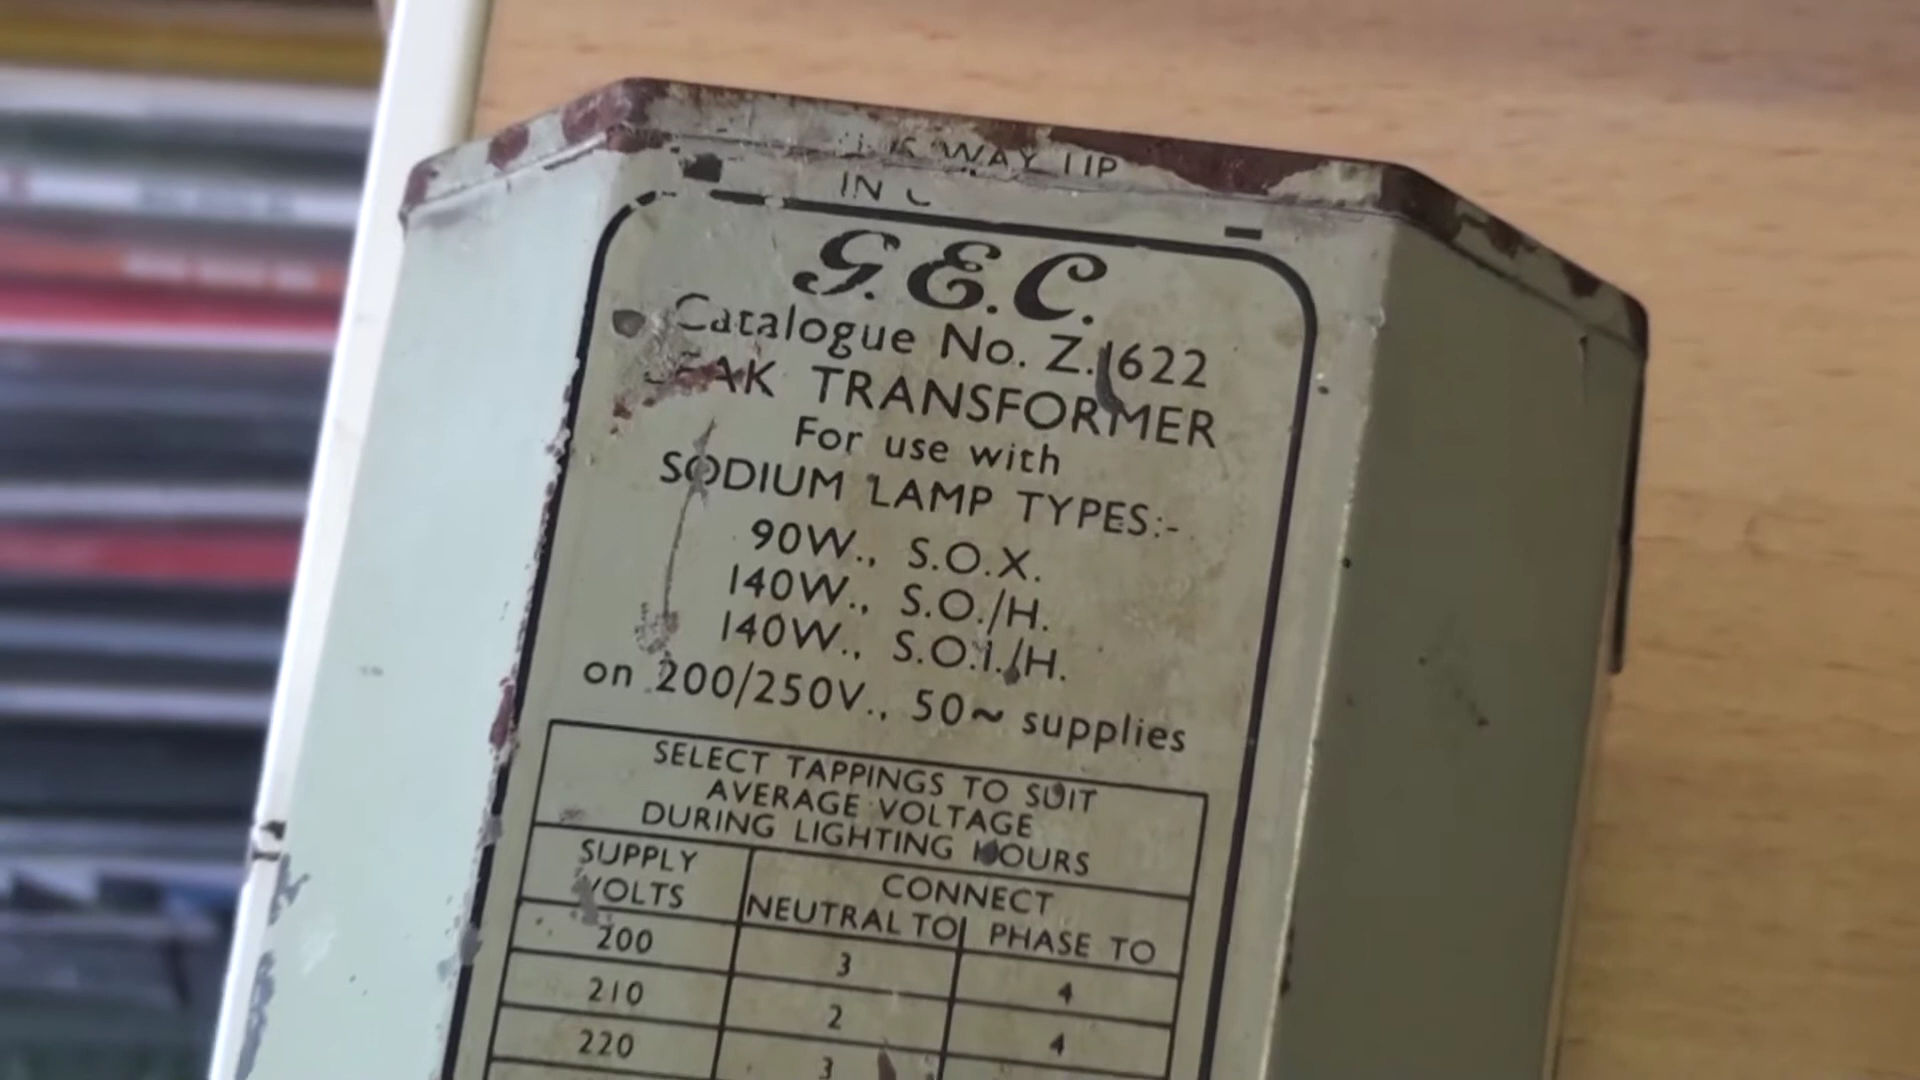 WAY UP
IN
G.E.C.
Catalogue No. Z.1622
TRANSFORMER
For use with
SODIUM LAMP TYPES:-
90W., S.O.X.
140W., S.O./H.
140W., S.O.I./H.
on 200/250V., 50~ supplies
SELECT TAPPINGS TO SUIT
AVERAGE VOLTAGE
DURING LIGHTING HOURS
SUPPLY VOLTS
CONNECT
NEUTRAL TO PHASE TO
200 3 4
210 2 4
220 3